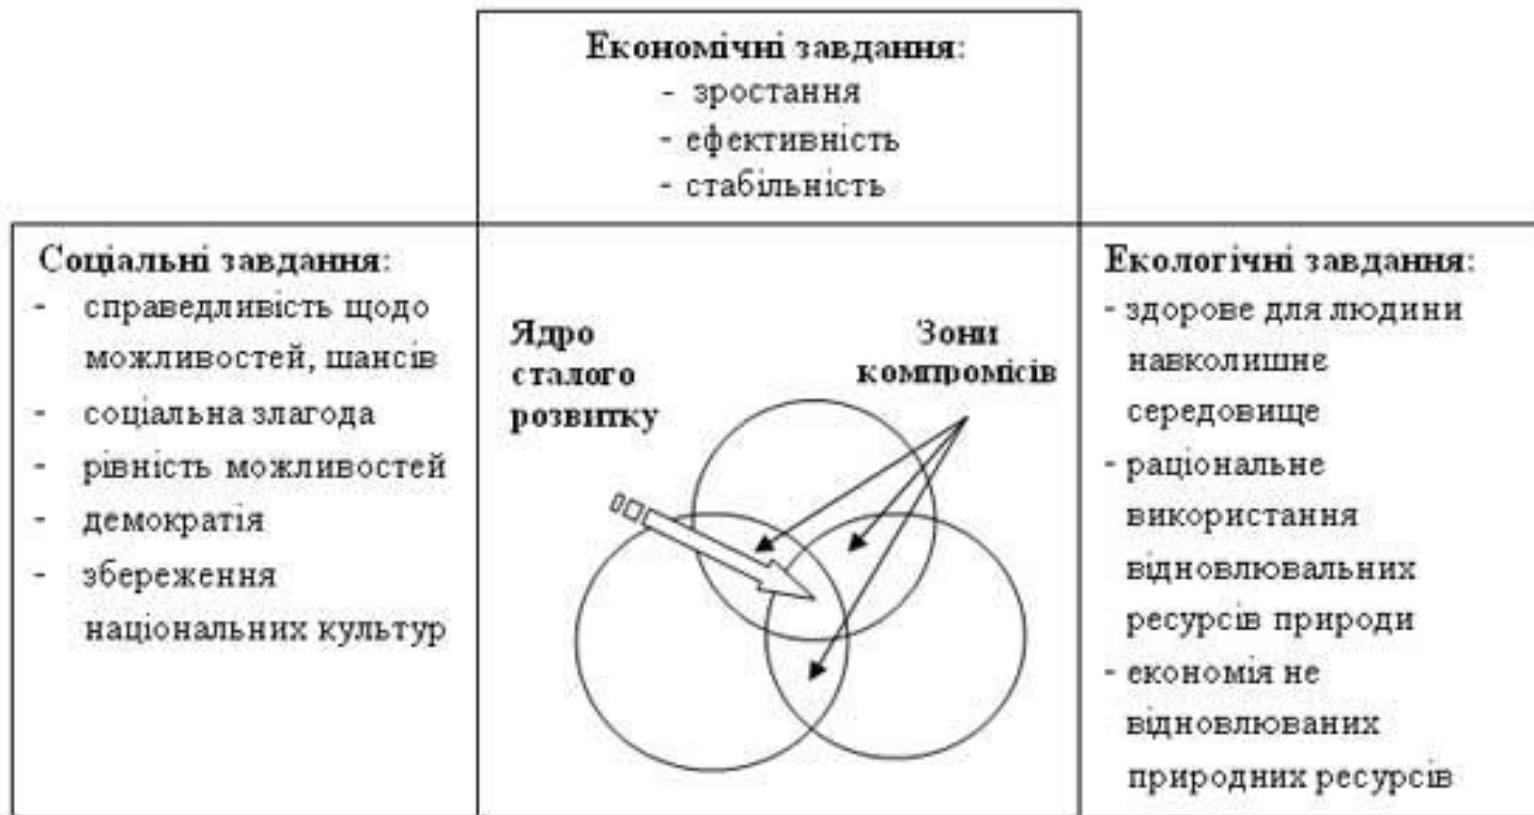 Економічні завдання:
- зростання
- ефективність
- стабільність
Соціальні завдання:
- справедливість щодо
можливостей, шансів
- соціальна злагода
- рівність можливостей
- демократія
- збереження
національних культур
Ядро
сталого
розвитку
Зони
компромісів
Екологічні завдання:
- здорове для людини
навколишнє
середовище
- раціональне
використання
відновлювальних
ресурсів природи
- економія не
відновлюваних
природних ресурсів